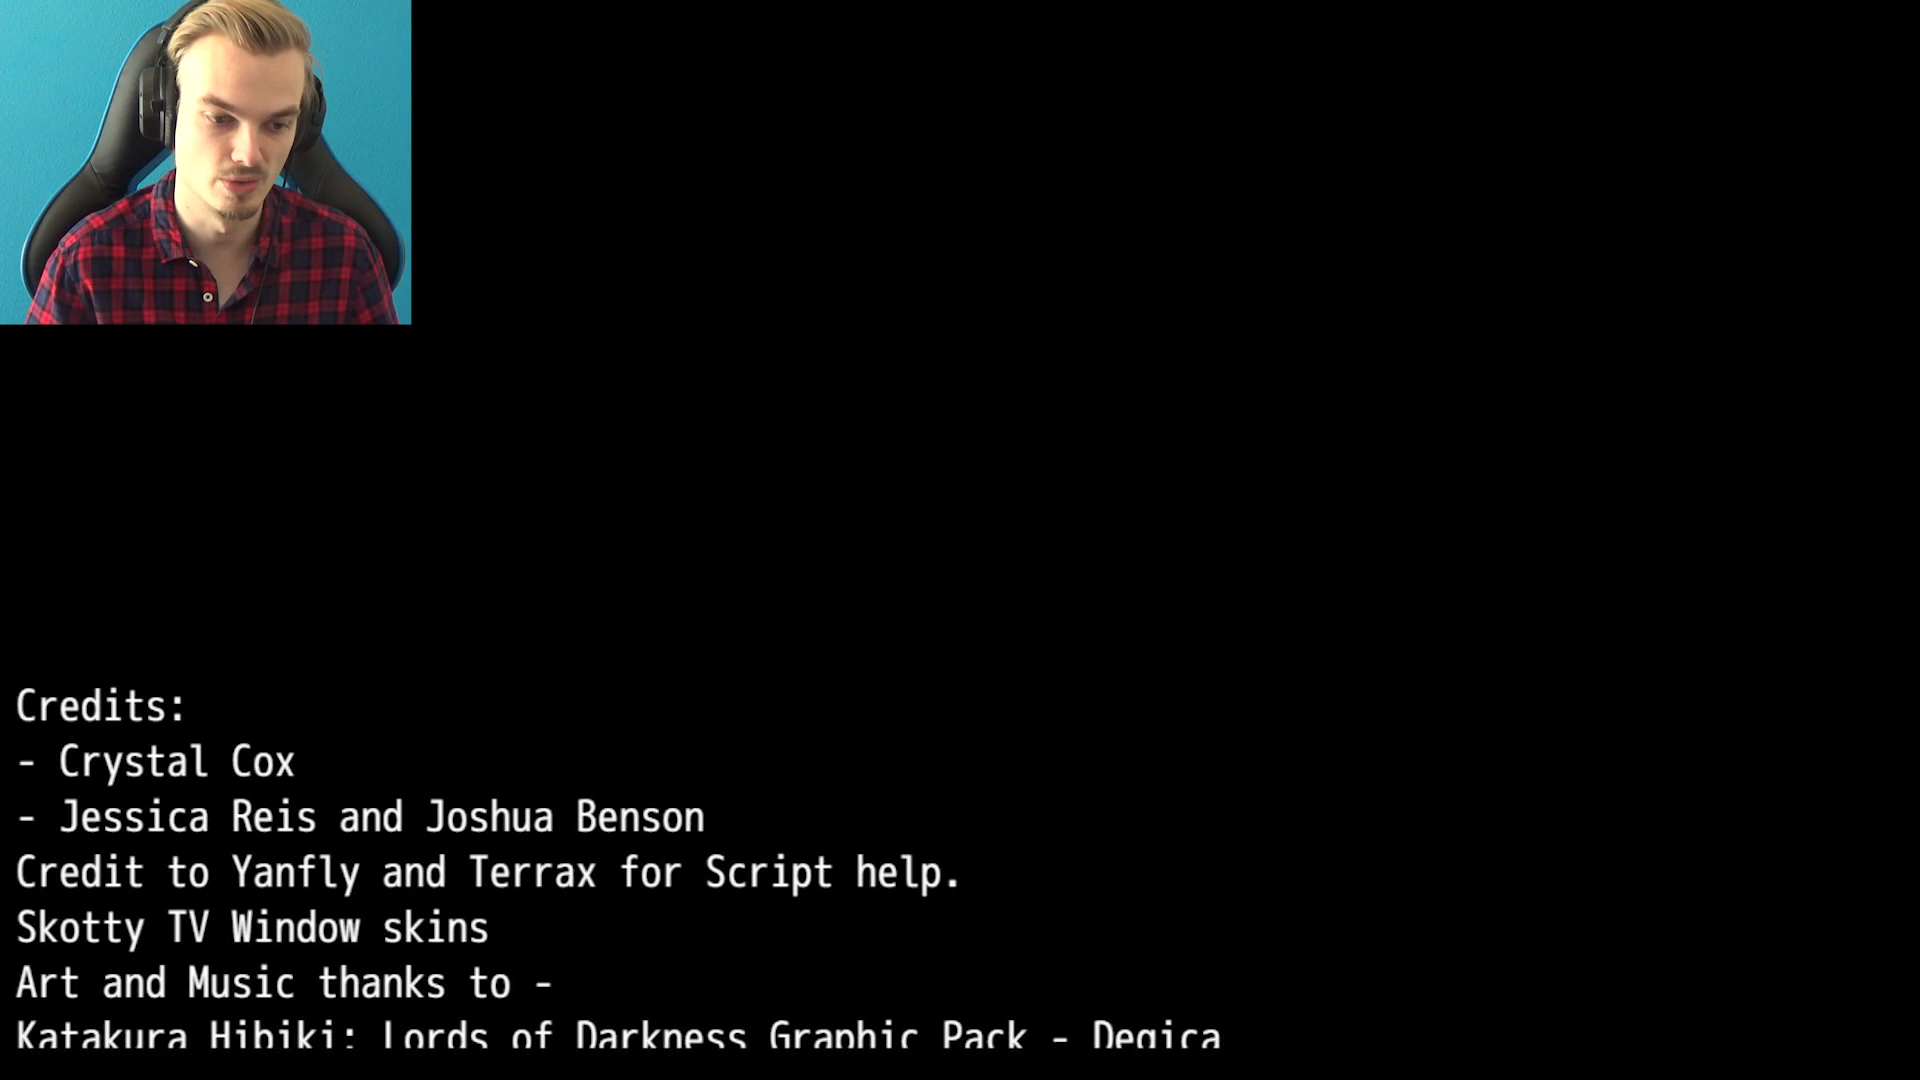 Credits:
- Crystal Cox
- Jessica Reis and Joshua Benson
Credit to Yanfly and Terrax for Script help.
Skotty TV Window skins
Art and Music thanks to -
Katakura Hibiki: Lords of Darkness Graphic Pack - Degica